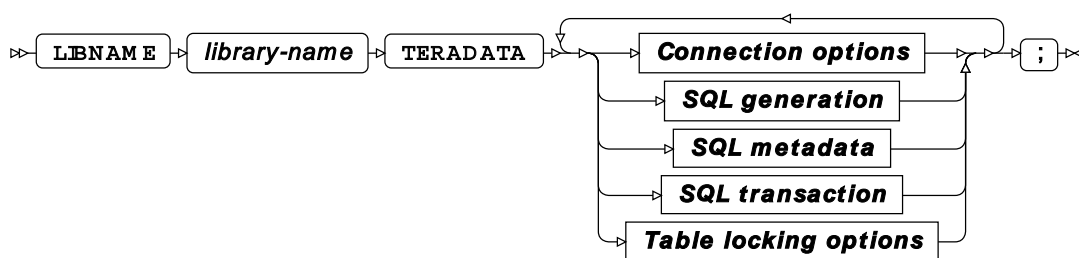 LIBNAME library-name TERADATA Connection options ;
SQL generation
SQL metadata
SQL transaction
Table locking options